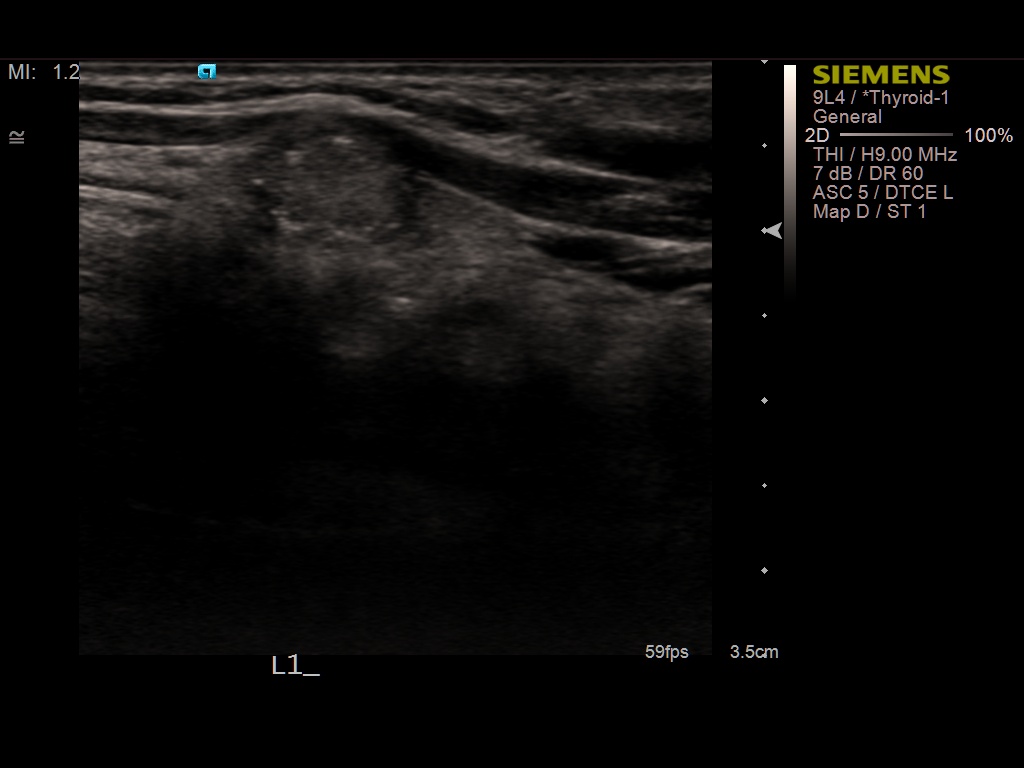 MI: 1.2
SIEMENS
9L4 / *Thyroid-1
General
2D 100%
THI / H9.00 MHz
7 dB / DR 60
ASC 5 / DTCE L
Map D / ST 1
59fps 3.5cm
L1_